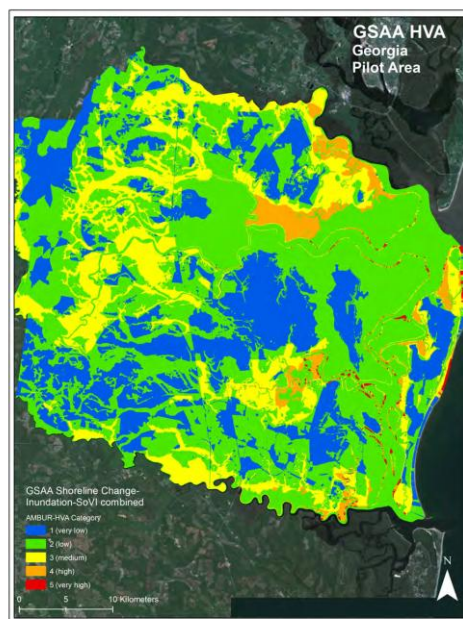 GSAA HVA
Georgia
Pilot Area
GSAA Shoreline Change-
Inundation-SoVI combined
AMBUR-HVA Category
1 (very low)
2 (low)
3 (medium)
4 (high)
5 (very high)
0 5 10 Kilometers
N